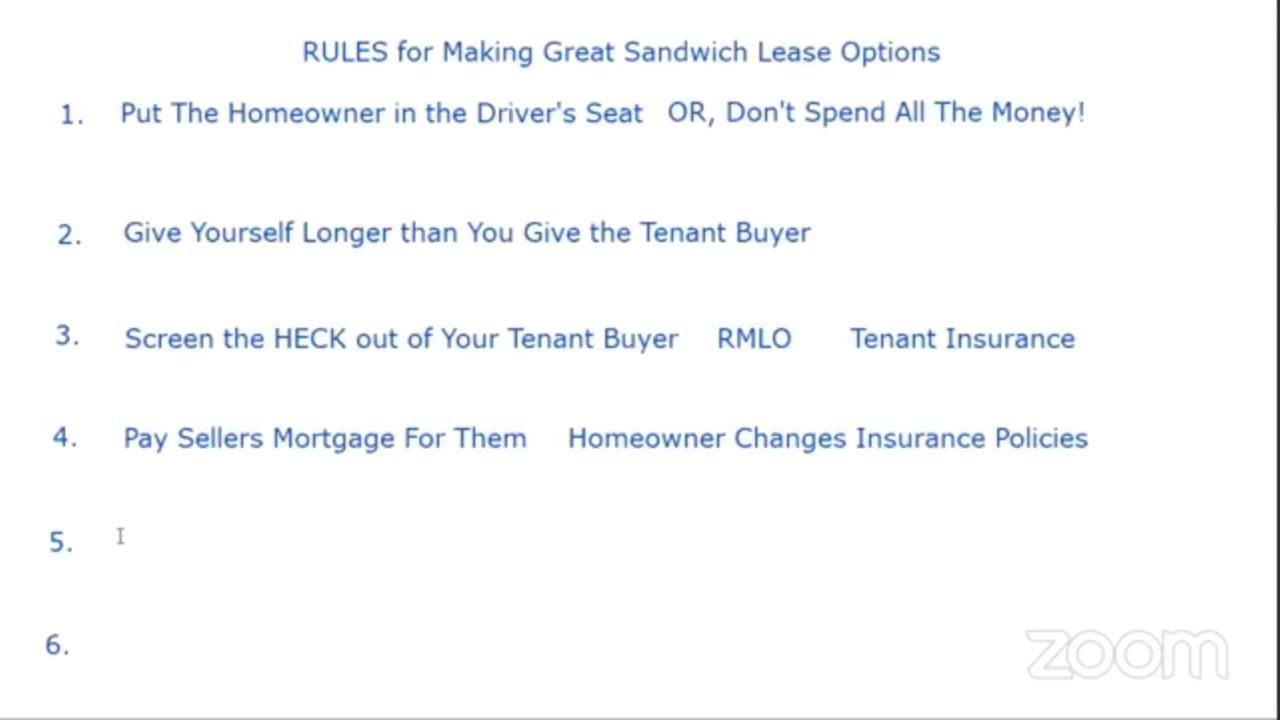 RULES for Making Great Sandwich Lease Options
1. Put The Homeowner in the Driver's Seat OR, Don't Spend All The Money!
2. Give Yourself Longer than You Give the Tenant Buyer
3. Screen the HECK out of Your Tenant Buyer RMLO Tenant Insurance
4. Pay Sellers Mortgage For Them Homeowner Changes Insurance Policies
5.
6.
zoom